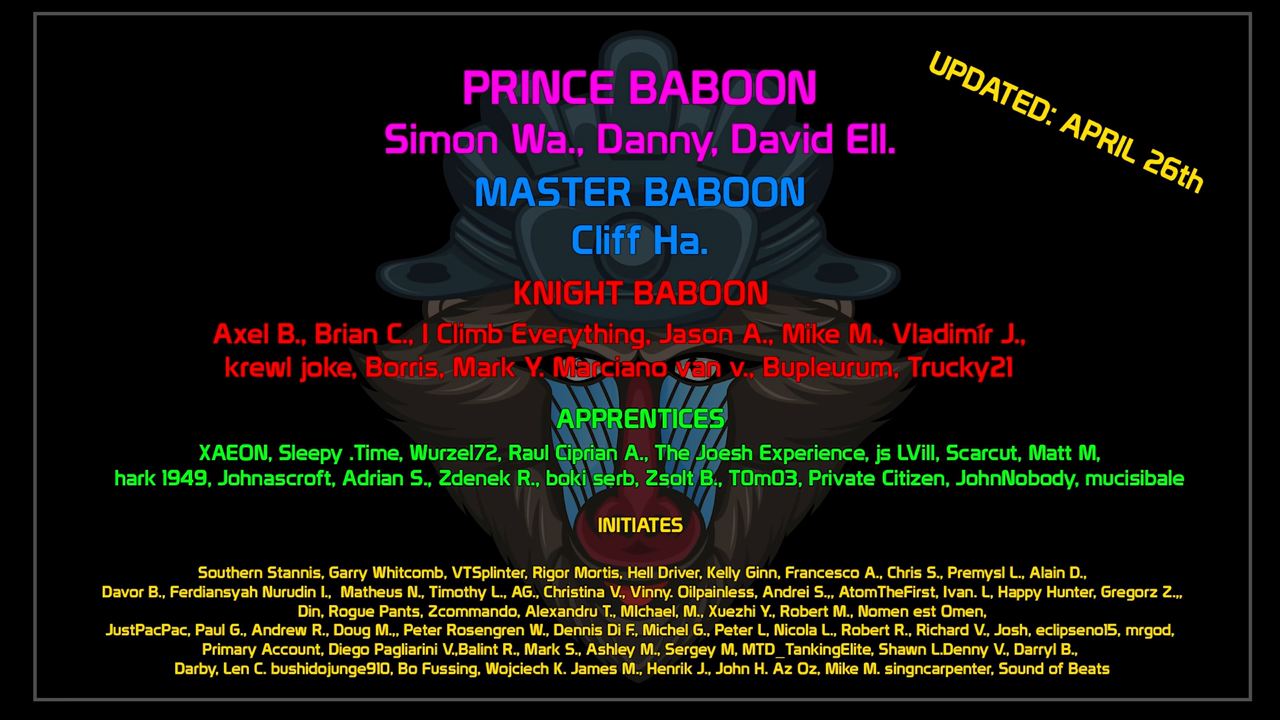 PRINCE BABOON
UPDATED: APRIL 26th
Simon Wa., Danny, David Ell.
MASTER BABOON
Cliff Ha.
KNIGHT BABOON
Axel B., Brian C., I Climb Everything, Jason A., Mike M., Vladimír J.,
krewl joke, Borris, Mark Y. Marciano van v., Bupleurum, Trucky21
APPRENTICES
XAEON, Sleepy .Time, Wurzel72, Raul Ciprian A., The Joesh Experience, js LVill, Scarcut, Matt M,
hark 1949, Johnascroft, Adrian S., Zdenek R., boki serb, Zsolt B., T0m03, Private Citizen, JohnNobody, mucisibale
INITIATES
Southern Stannis, Garry Whitcomb, VTSplinter, Rigor Mortis, Hell Driver, Kelly Ginn, Francesco A., Chris S., Premysl L., Alain D.,
Davor B., Ferdiansyah Nurudin I., Matheus N., Timothy L., AG., Christina V., Vinny. Oilpainless, Andrei S.,, AtomTheFirst, Ivan. L, Happy Hunter, Gregorz Z.,,
Din, Rogue Pants, Zcommando, Alexandru T., MIchael, M., Xuezhi Y., Robert M., Nomen est Omen,
JustPacPac, Paul G., Andrew R., Doug M.,, Peter Rosengren W., Dennis Di F., Michel G., Peter L, Nicola L., Robert R., Richard V., Josh, eclipseno15, mrgod,
Primary Account, Diego Pagliarini V.,Balint R., Mark S., Ashley M., Sergey M, MTD_TankingElite, Shawn L.Denny V., Darryl B.,
Darby, Len C. bushidojunge910, Bo Fussing, Wojciech K. James M., Henrik J., John H. Az Oz, Mike M. singncarpenter, Sound of Beats